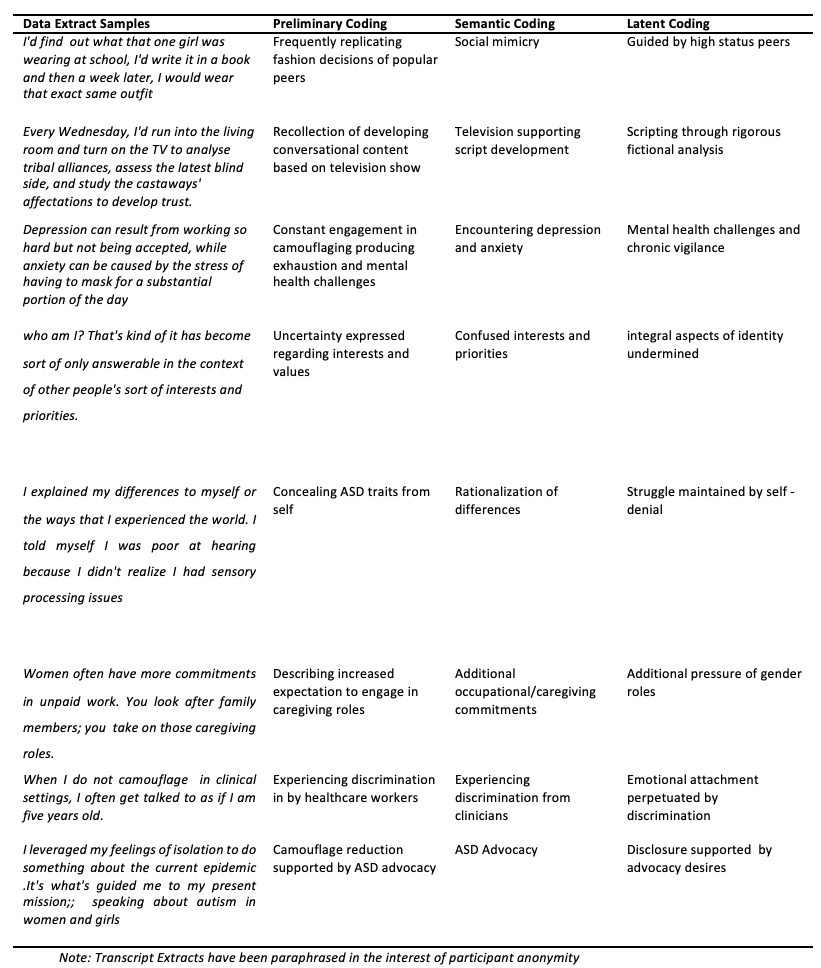 Data Extract Samples Preliminary Coding Semantic Coding Latent Coding
I'd find out what that one girl was
wearing at school, I'd write it in a book
and then a week later, I would wear
that exact same outfit
Frequently replicating
fashion decisions of popular
peers
Social mimicry
Guided by high status peers
Every Wednesday, I'd run into the living
room and turn on the TV to analyse
tribal alliances, assess the latest blind
side, and study the castaways'
affectations to develop trust.
Recollection of developing
conversational content
based on television show
Television supporting
script development
Scripting through rigorous
fictional analysis
Depression can result from working so
hard but not being accepted, while
anxiety can be caused by the stress of
having to mask for a substantial
portion of the day
Constant engagement in
camouflaging producing
exhaustion and mental
health challenges
Encountering depression
and anxiety
Mental health challenges and
chronic vigilance
who am I? That's kind of it has become
sort of only answerable in the context
of other people's sort of interests and
priorities.
Uncertainty expressed
regarding interests and
values
Confused interests and
priorities
integral aspects of identity
undermined
I explained my differences to myself or
the ways that I experienced the world. I
told myself I was poor at hearing
because I didn't realize I had sensory
processing issues
Concealing ASD traits from
self
Rationalization of
differences
Struggle maintained by self -
denial
Women often have more commitments
in unpaid work. You look after family
members; you take on those caregiving
roles.
Describing increased
expectation to engage in
caregiving roles
Additional
occupational/caregiving
commitments
Additional pressure of gender
roles
When I do not camouflage in clinical
settings, I often get talked to as if I am
five years old.
Experiencing discrimination
in by healthcare workers
Experiencing
discrimination from
clinicians
Emotional attachment
perpetuated by
discrimination
I leveraged my feelings of isolation to do
something about the current epidemic
.It's what's guided me to my present
mission;; speaking about autism in
women and girls
Camouflage reduction
supported by ASD advocacy
ASD Advocacy
Disclosure supported by
advocacy desires
Note: Transcript Extracts have been paraphrased in the interest of participant anonymity